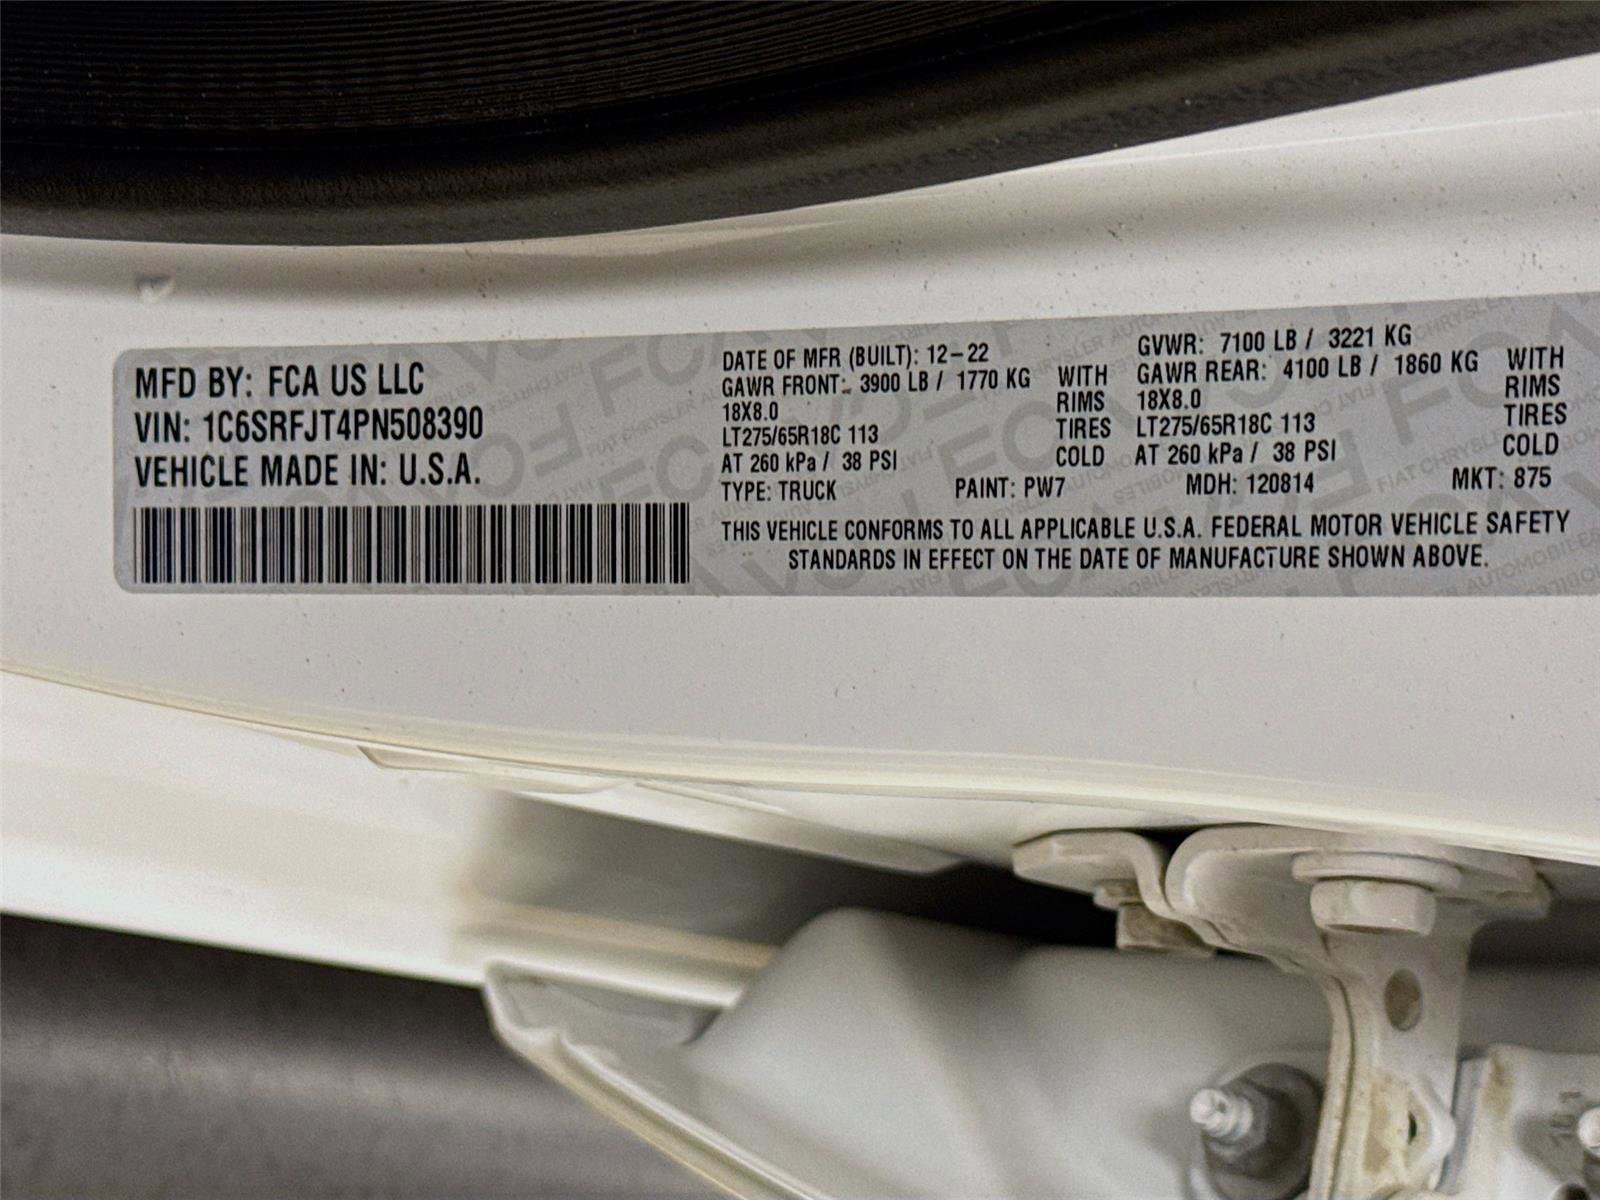 MFD BY: FCA US LLC
VIN: 1C6SRFJT4PN508390
VEHICLE MADE IN: U.S.A.
DATE OF MFR (BUILT): 12-22
GAWR FRONT: 3900 LB / 1770 KG WITH
18X8.0 RIMS
LT275/65R18C 113 TIRES
AT 260 kPa / 38 PSI COLD
GVWR: 7100 LB / 3221 KG
GAWR REAR: 4100 LB / 1860 KG WITH
18X8.0 RIMS
LT275/65R18C 113 TIRES
AT 260 kPa / 38 PSI COLD
TYPE: TRUCK PAINT: PW7 MDH: 120814 MKT: 875
THIS VEHICLE CONFORMS TO ALL APPLICABLE U.S.A. FEDERAL MOTOR VEHICLE SAFETY
STANDARDS IN EFFECT ON THE DATE OF MANUFACTURE SHOWN ABOVE.